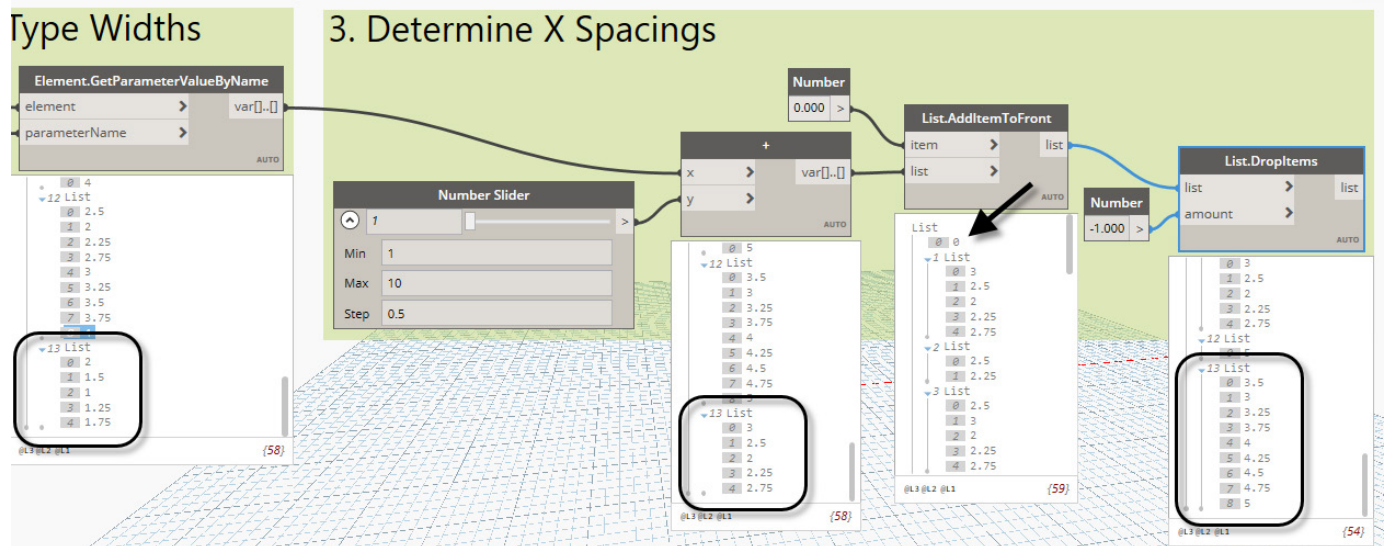 Type Widths
3. Determine X Spacings
Element.GetParameterValueByName
element > var[]..[]
parameterName >
AUTO
0 4
12 List
0 2.5
1 2
2 2.25
3 2.75
4 3
5 3.25
6 3.5
7 3.75
13 List
0 2
1 1.5
2 1
3 1.25
4 1.75
@L3 @L2 @L1 {58}
Number Slider
1 >
Min 1
Max 10
Step 0.5
+
x > var[]..[]
y >
AUTO
0 5
12 List
0 3.5
1 3
2 3.25
3 3.75
4 4
5 4.25
6 4.5
7 4.75
8 5
13 List
0 3
1 2.5
2 2
3 2.25
4 2.75
@L3 @L2 @L1 {58}
Number
0.000 >
List.AddItemToFront
item > list
list >
AUTO
List
0 0
1 List
0 3
1 2.5
2 2
3 2.25
4 2.75
2 List
0 2.5
1 2.25
3 List
0 2.5
1 3
2 2
3 2.25
4 2.75
@L3 @L2 @L1 {59}
Number
-1.000 >
List.DropItems
list > list
amount >
AUTO
0 3
1 2.5
2 2
3 2.25
4 2.75
12 List
0 5
13 List
0 3.5
1 3
2 3.25
3 3.75
4 4
5 4.25
6 4.5
7 4.75
8 5
@L3 @L2 @L1 {54}